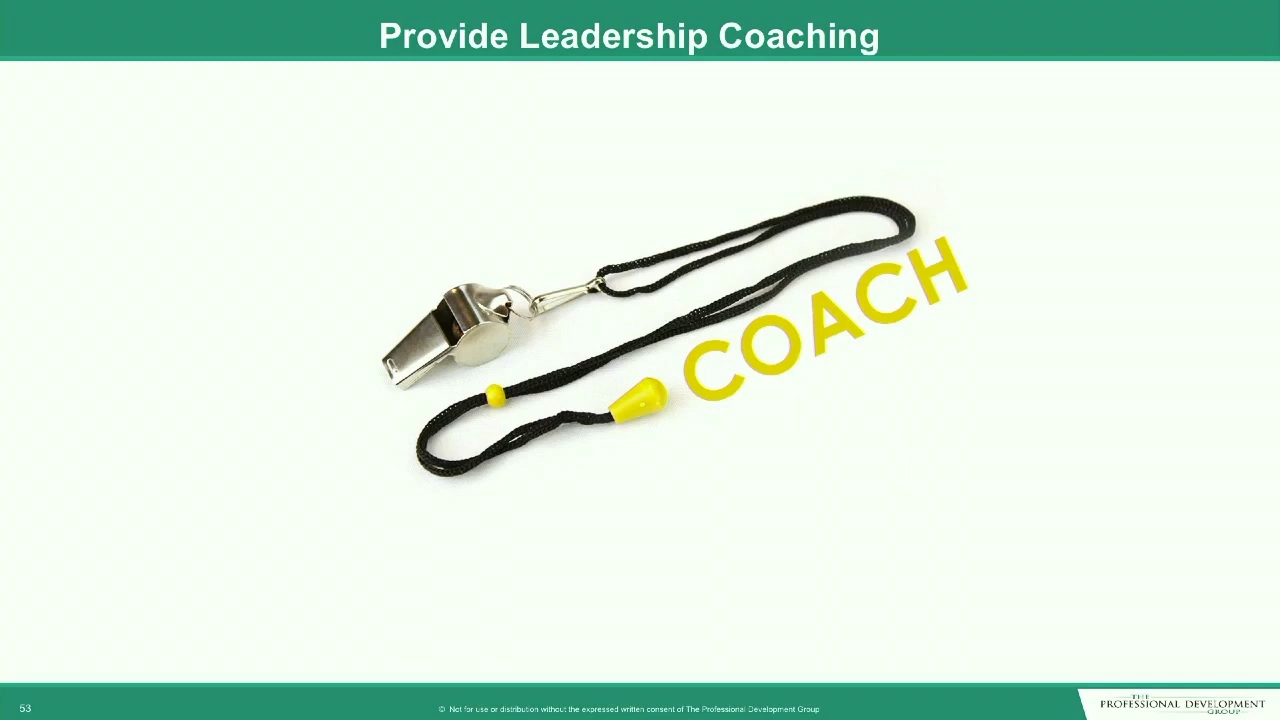 Provide Leadership Coaching
COACH
53
© Not for use or distribution without the expressed written consent of The Professional Development Group
THE
PROFESSIONAL DEVELOPMENT
GROUP